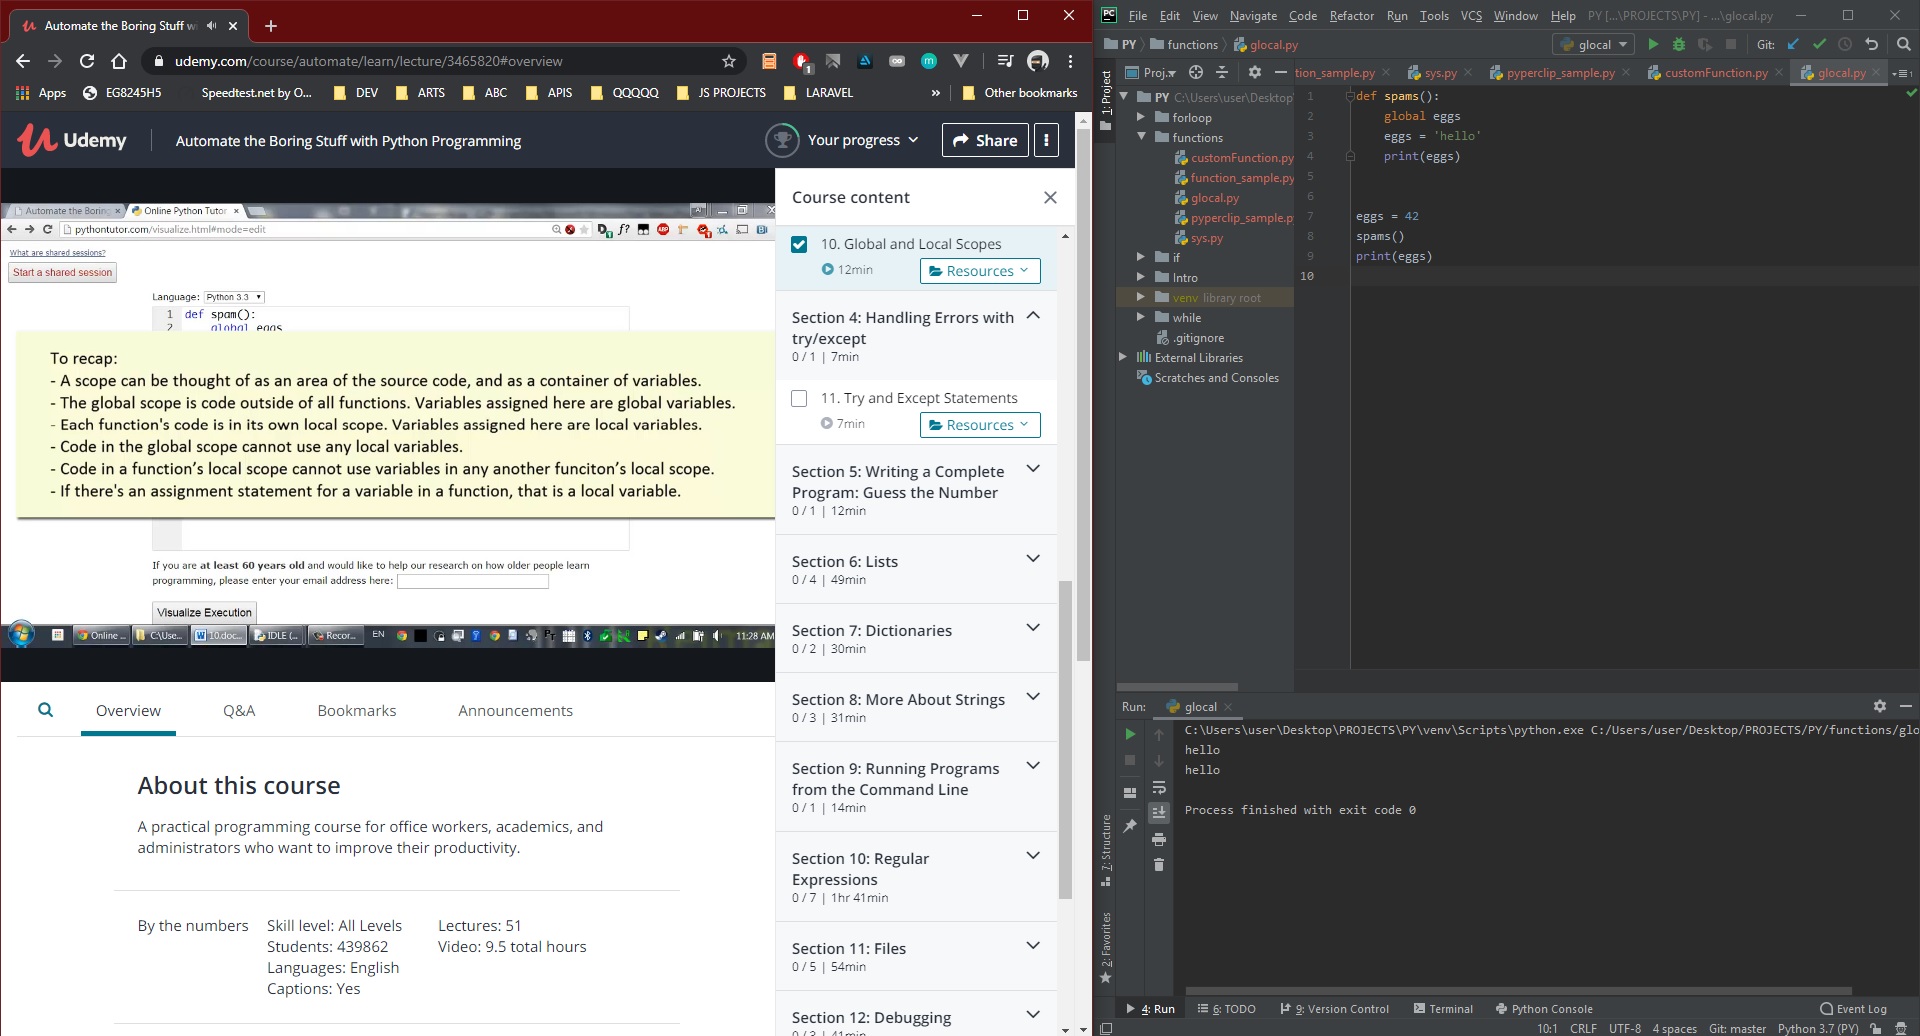 Automate the Boring Stuff w
udemy.com/course/automate/learn/lecture/3465820#overview
Apps
EG8245H5
Speedtest.net by O...
DEV
ARTS
ABC
APIS
QQQQQ
JS PROJECTS
LARAVEL
»
Other bookmarks
Udemy
Automate the Boring Stuff with Python Programming
Your progress
Share
Automate the Boring
Online Python Tutor
pythontutor.com/visualize.html#mode=edit
What are shared sessions?
Start a shared session
Language: Python 3.3
1 def spam():
2 global eggs
To recap:
- A scope can be thought of as an area of the source code, and as a container of variables.
- The global scope is code outside of all functions. Variables assigned here are global variables.
- Each function's code is in its own local scope. Variables assigned here are local variables.
- Code in the global scope cannot use any local variables.
- Code in a function’s local scope cannot use variables in any another funciton’s local scope.
- If there's an assignment statement for a variable in a function, that is a local variable.
If you are at least 60 years old and would like to help our research on how older people learn
programming, please enter your email address here:
Visualize Execution
Online ...
C:\Use...
10.doc...
IDLE (...
Recor...
EN
11:28 AM
Overview
Q&A
Bookmarks
Announcements
About this course
A practical programming course for office workers, academics, and
administrators who want to improve their productivity.
By the numbers
Skill level: All Levels
Students: 439862
Languages: English
Captions: Yes
Lectures: 51
Video: 9.5 total hours
Course content
10. Global and Local Scopes
12min
Resources
Section 4: Handling Errors with
try/except
0 / 1 | 7min
11. Try and Except Statements
7min
Resources
Section 5: Writing a Complete
Program: Guess the Number
0 / 1 | 12min
Section 6: Lists
0 / 4 | 49min
Section 7: Dictionaries
0 / 2 | 30min
Section 8: More About Strings
0 / 3 | 31min
Section 9: Running Programs
from the Command Line
0 / 1 | 14min
Section 10: Regular
Expressions
0 / 7 | 1hr 41min
Section 11: Files
0 / 5 | 54min
Section 12: Debugging
0 / 3 | 41min
File Edit View Navigate Code Refactor Run Tools VCS Window Help PY [...\PROJECTS\PY] - ...\glocal.py
PY functions glocal.py
glocal
Git:
Proj...
tion_sample.py
sys.py
pyperclip_sample.py
customFunction.py
glocal.py
1: Project
PY C:\Users\user\Desktop
forloop
functions
customFunction.py
function_sample.py
glocal.py
pyperclip_sample.p
sys.py
if
Intro
venv library root
while
.gitignore
External Libraries
Scratches and Consoles
1 def spams():
2 global eggs
3 eggs = 'hello'
4 print(eggs)
5
6
7 eggs = 42
8 spams()
9 print(eggs)
10
Run: glocal
C:\Users\user\Desktop\PROJECTS\PY\venv\Scripts\python.exe C:/Users/user/Desktop/PROJECTS/PY/functions/glo
hello
hello
Process finished with exit code 0
7: Structure
2: Favorites
4: Run
6: TODO
9: Version Control
Terminal
Python Console
Event Log
10:1 CRLF UTF-8 4 spaces Git: master Python 3.7 (PY)